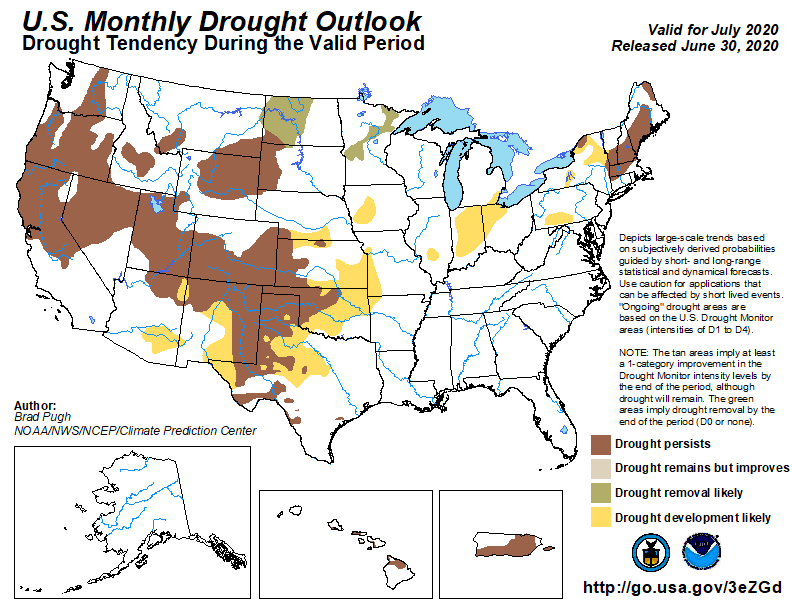 U.S. Monthly Drought Outlook
Drought Tendency During the Valid Period
Valid for July 2020
Released June 30, 2020
Depicts large-scale trends based
on subjectively derived probabilities
guided by short- and long-range
statistical and dynamical forecasts.
Use caution for applications that
can be affected by short lived events.
"Ongoing" drought areas are
based on the U.S. Drought Monitor
areas (intensities of D1 to D4).
NOTE: The tan areas imply at least
a 1-category improvement in the
Drought Monitor intensity levels by
the end of the period, although
drought will remain. The green
areas imply drought removal by the
end of the period (D0 or none).
Author:
Brad Pugh
NOAA/NWS/NCEP/Climate Prediction Center
Drought persists
Drought remains but improves
Drought removal likely
Drought development likely
http://go.usa.gov/3eZGd